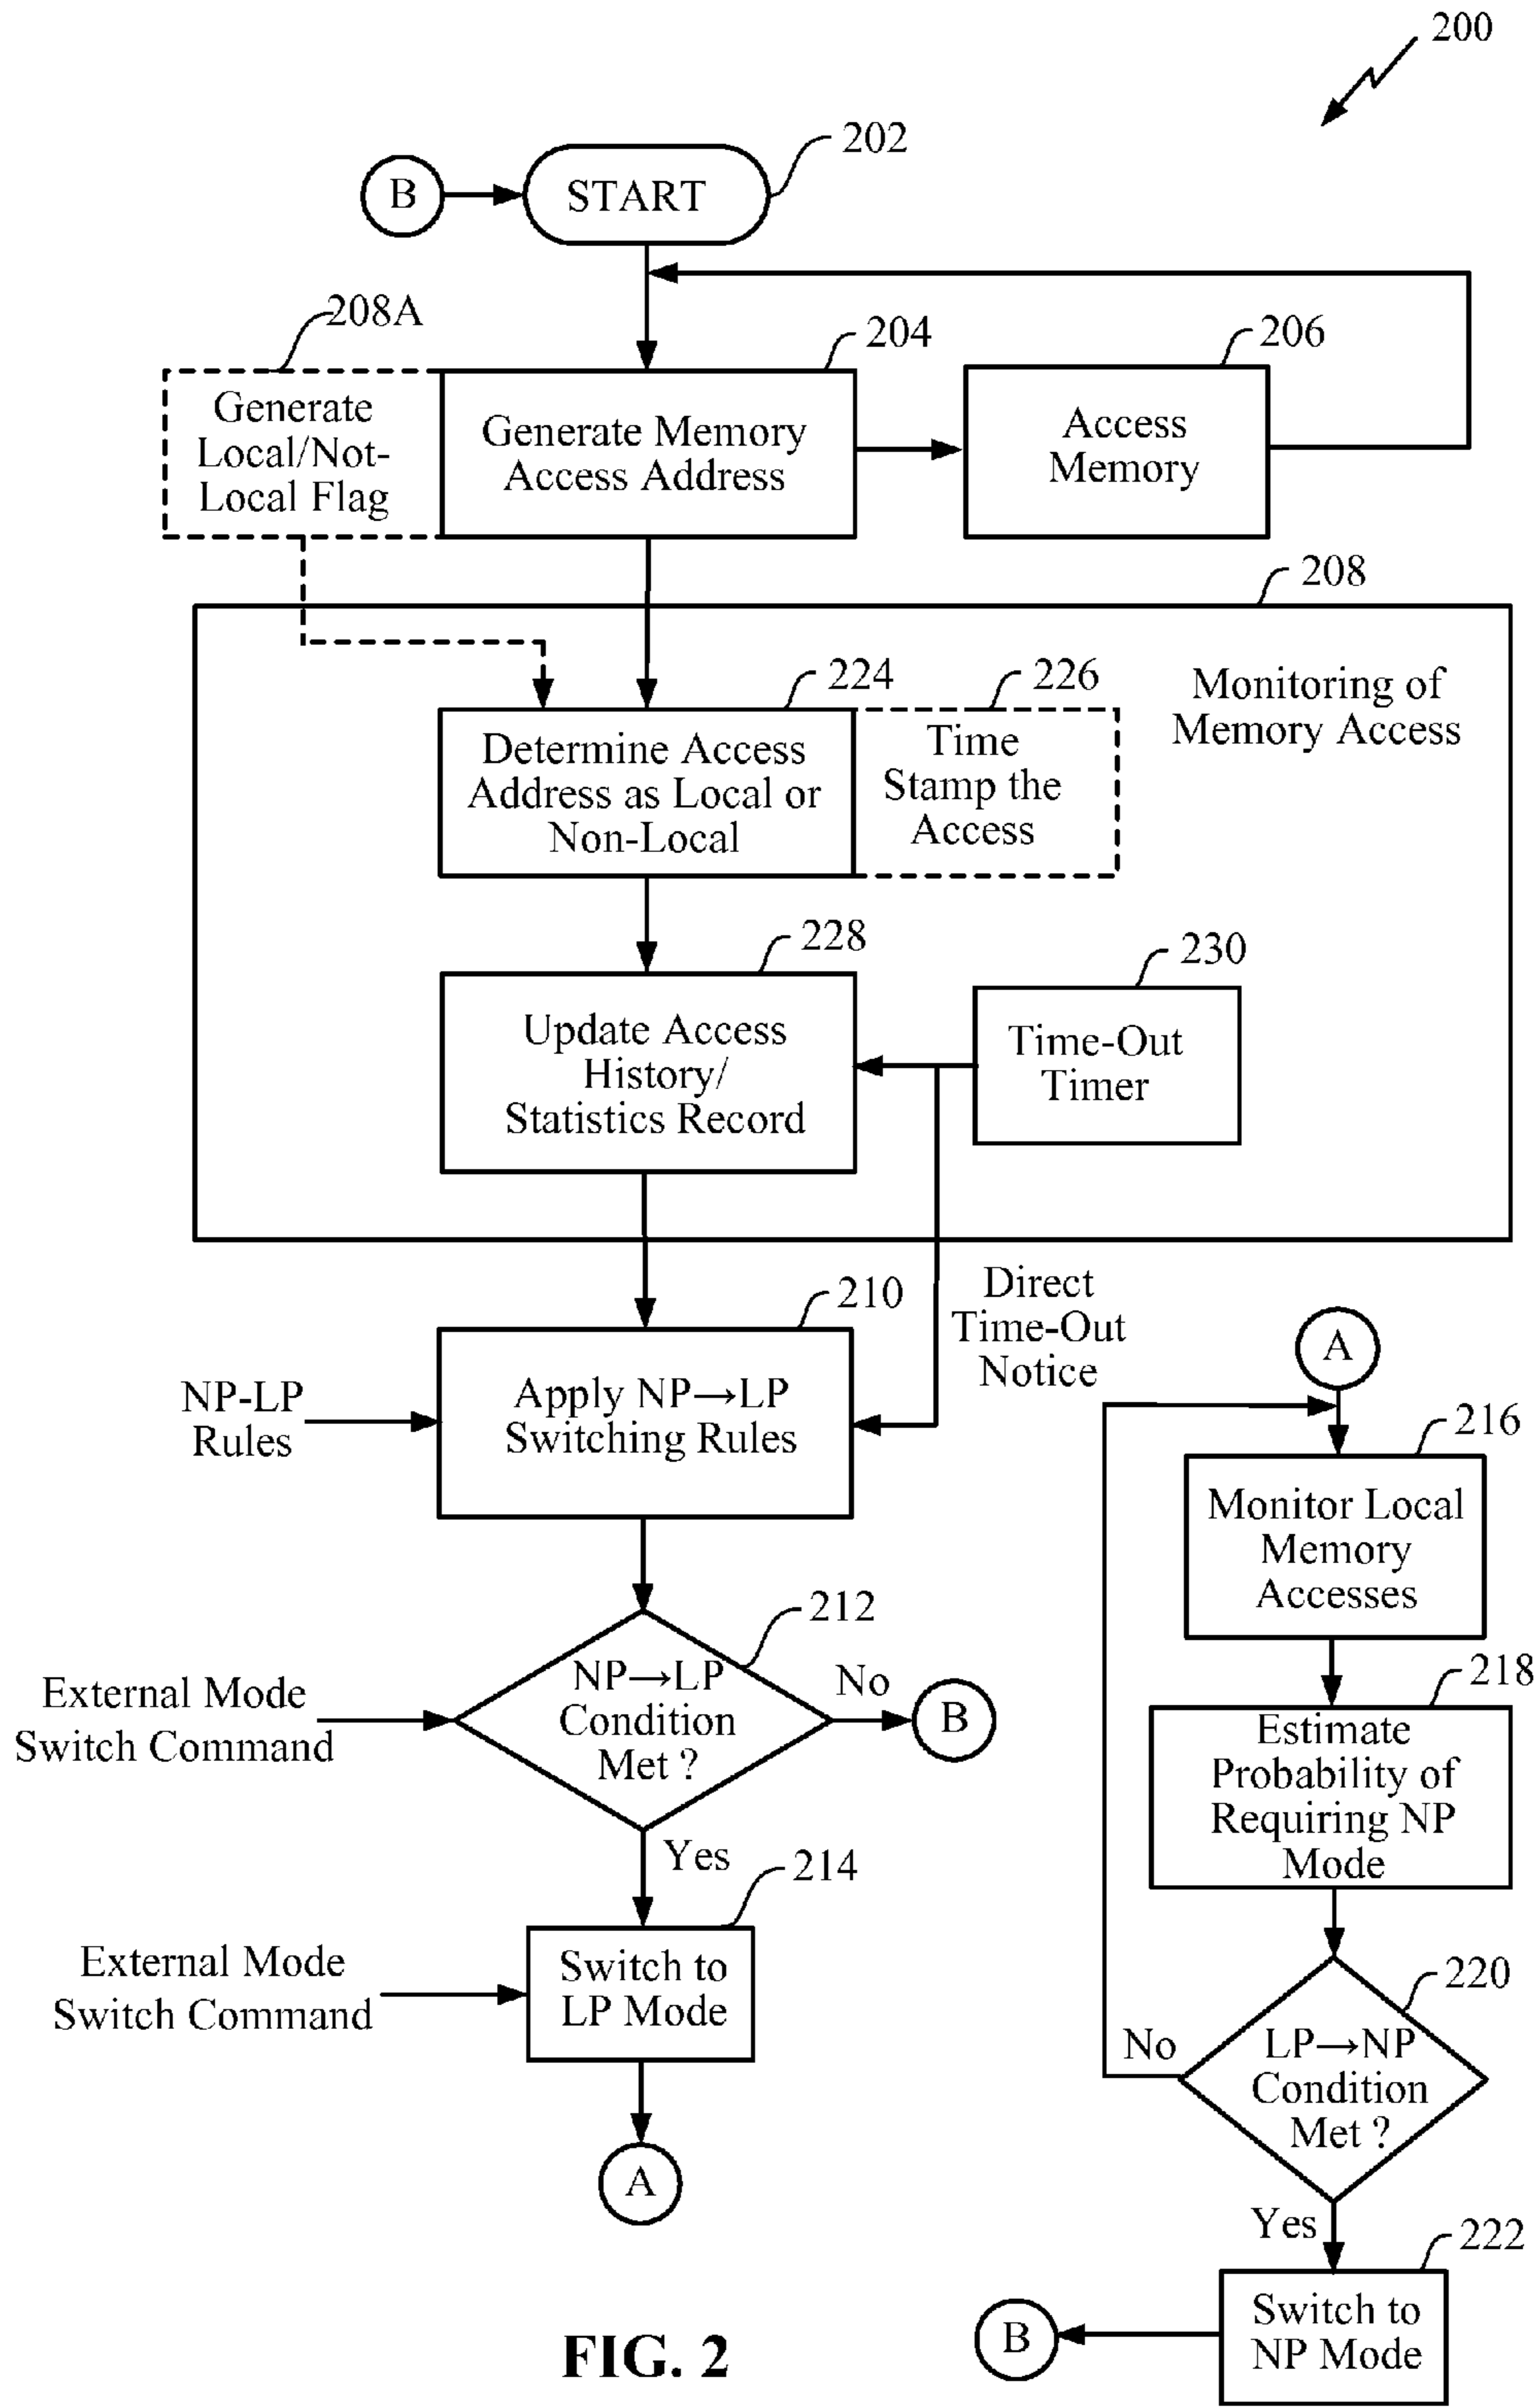 200
202
B
START
208A
204
206
Generate
Local/Not-
Local Flag
Generate Memory
Access Address
Access
Memory
208
224
226
Monitoring of
Memory Access
Determine Access
Address as Local or
Non-Local
Time
Stamp the
Access
228
230
Update Access
History/
Statistics Record
Time-Out
Timer
210
Direct
Time-Out
Notice
NP-LP
Rules
Apply NP→LP
Switching Rules
212
External Mode
Switch Command
NP→LP
Condition
Met ?
No
B
Yes
214
External Mode
Switch Command
Switch to
LP Mode
A
A
216
Monitor Local
Memory
Accesses
218
Estimate
Probability of
Requiring NP
Mode
220
No
LP→NP
Condition
Met ?
Yes
222
B
Switch to
NP Mode
FIG. 2